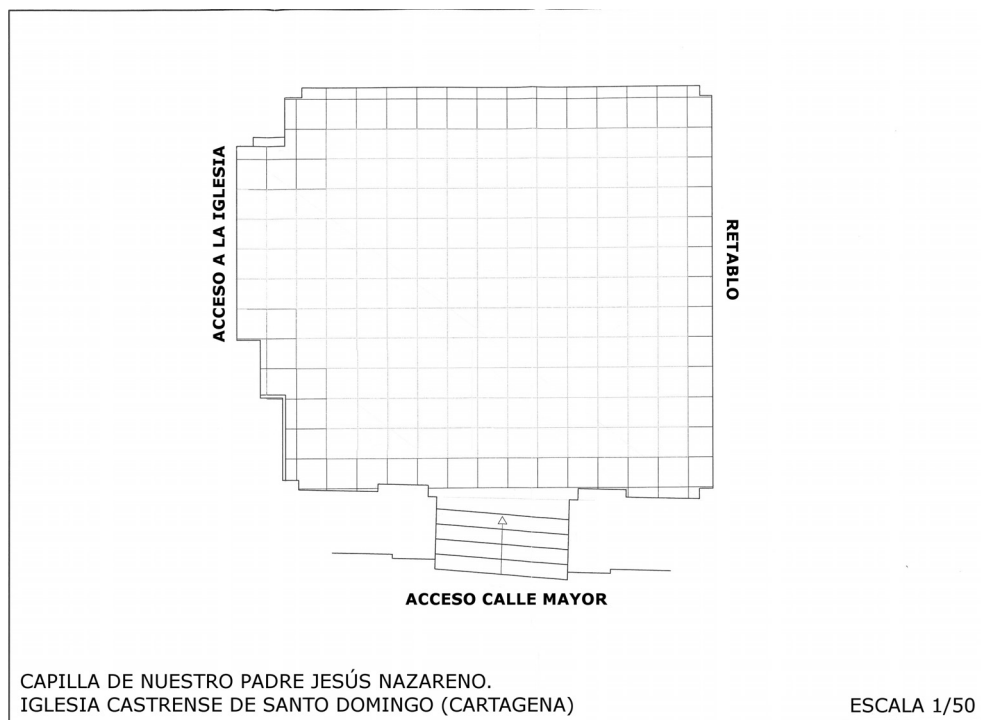 ACCESO A LA IGLESIA
RETABLO
ACCESO CALLE MAYOR
CAPILLA DE NUESTRO PADRE JESÚS NAZARENO.
IGLESIA CASTRENSE DE SANTO DOMINGO (CARTAGENA)
ESCALA 1/50